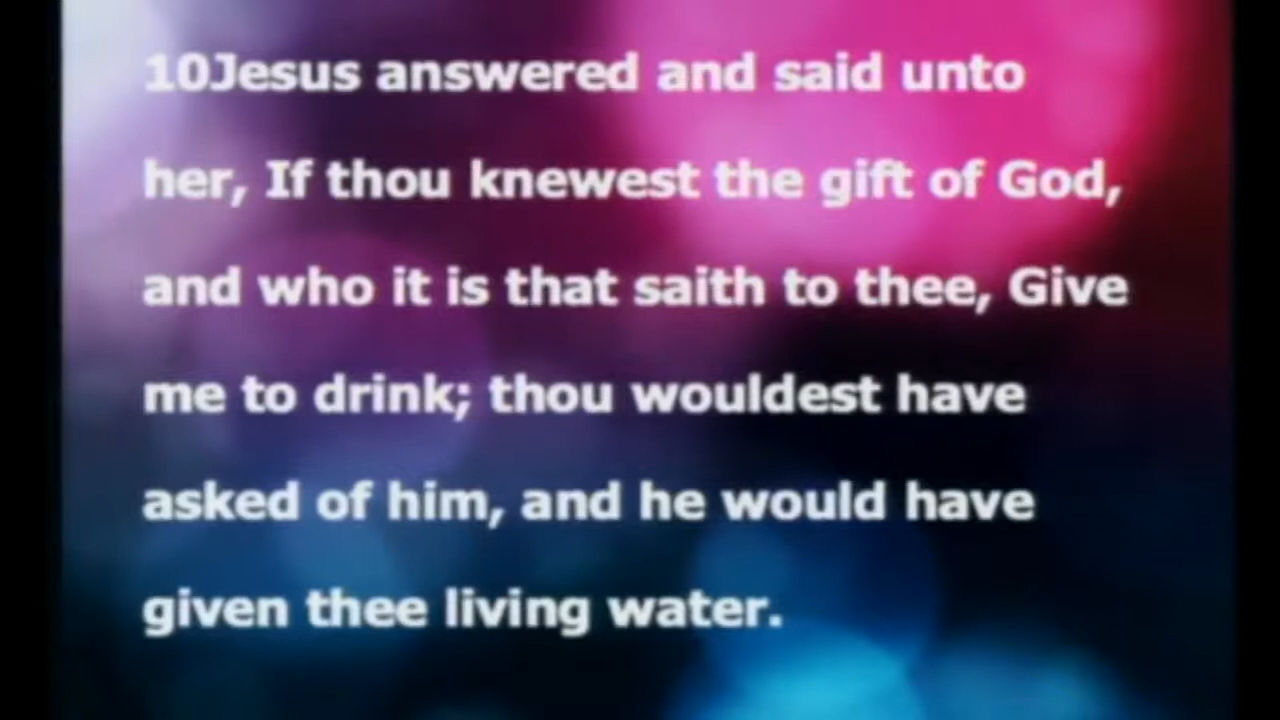 10Jesus answered and said unto
her, If thou knewest the gift of God,
and who it is that saith to thee, Give
me to drink; thou wouldest have
asked of him, and he would have
given thee living water.